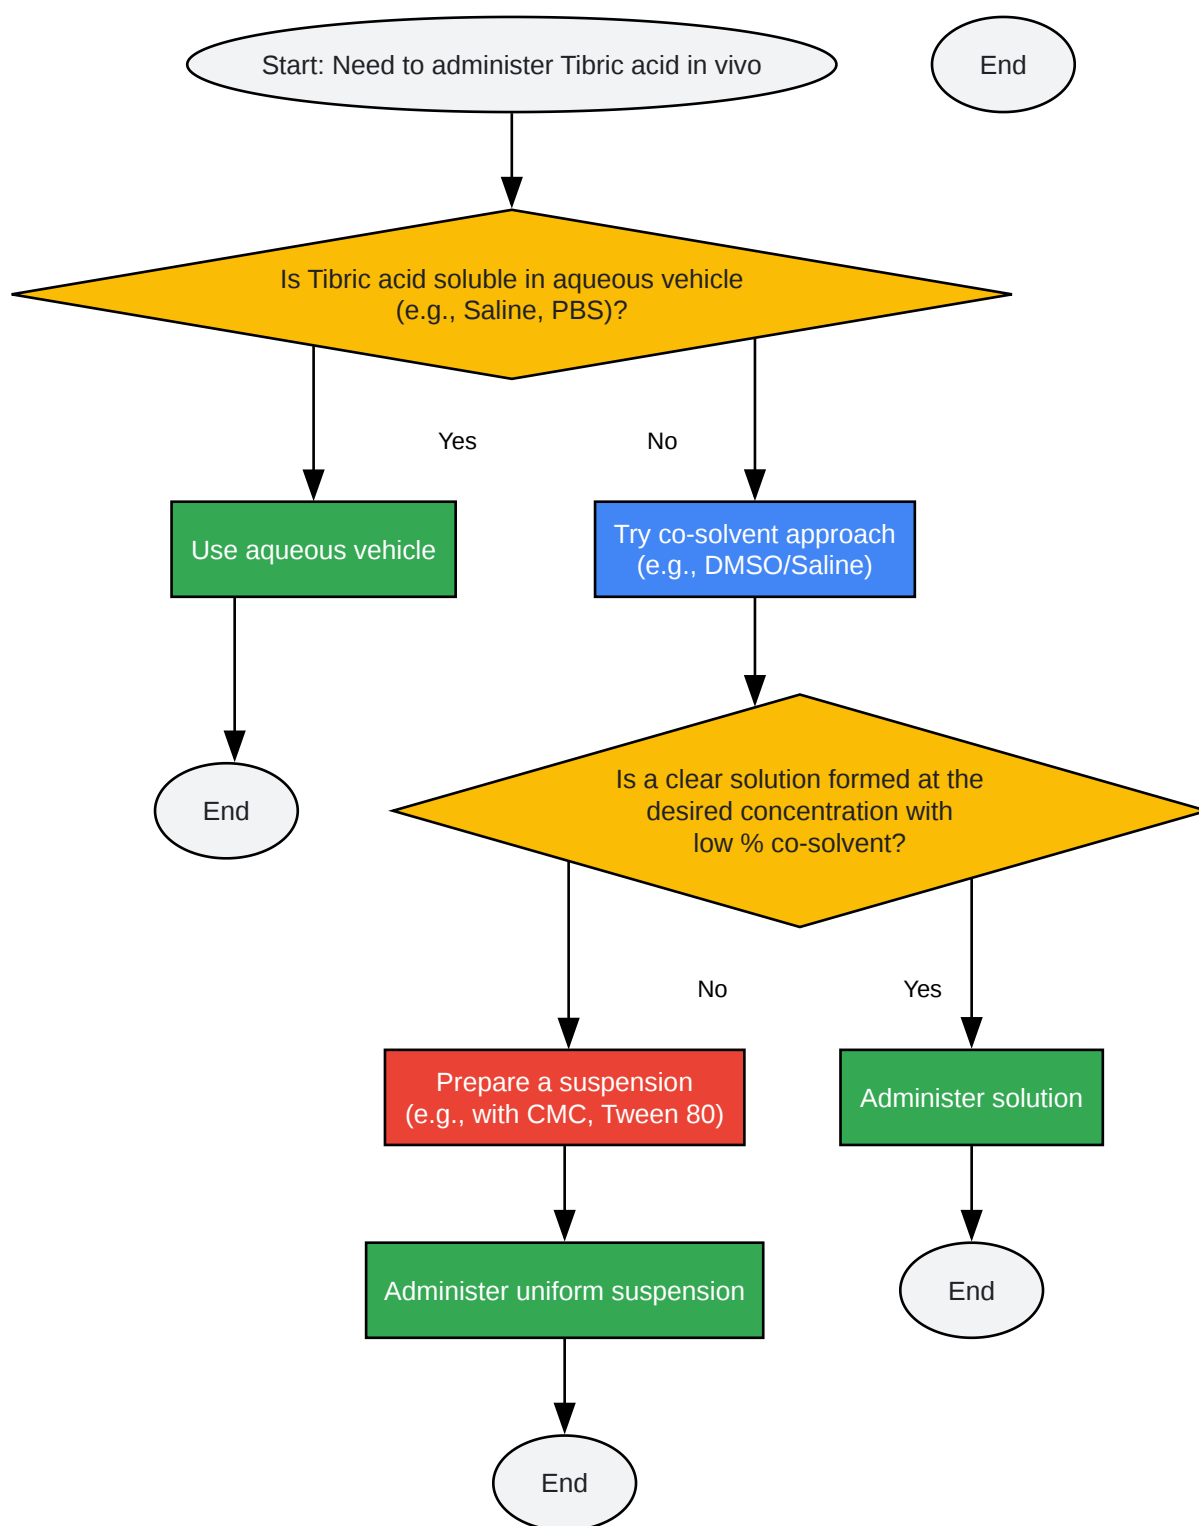 Start: Need to administer Tibric acid in vivo
End
Is Tibric acid soluble in aqueous vehicle
(e.g., Saline, PBS)?
Yes
No
Use aqueous vehicle
Try co-solvent approach
(e.g., DMSO/Saline)
End
Is a clear solution formed at the
desired concentration with
low % co-solvent?
No
Yes
Prepare a suspension
(e.g., with CMC, Tween 80)
Administer solution
Administer uniform suspension
End
End